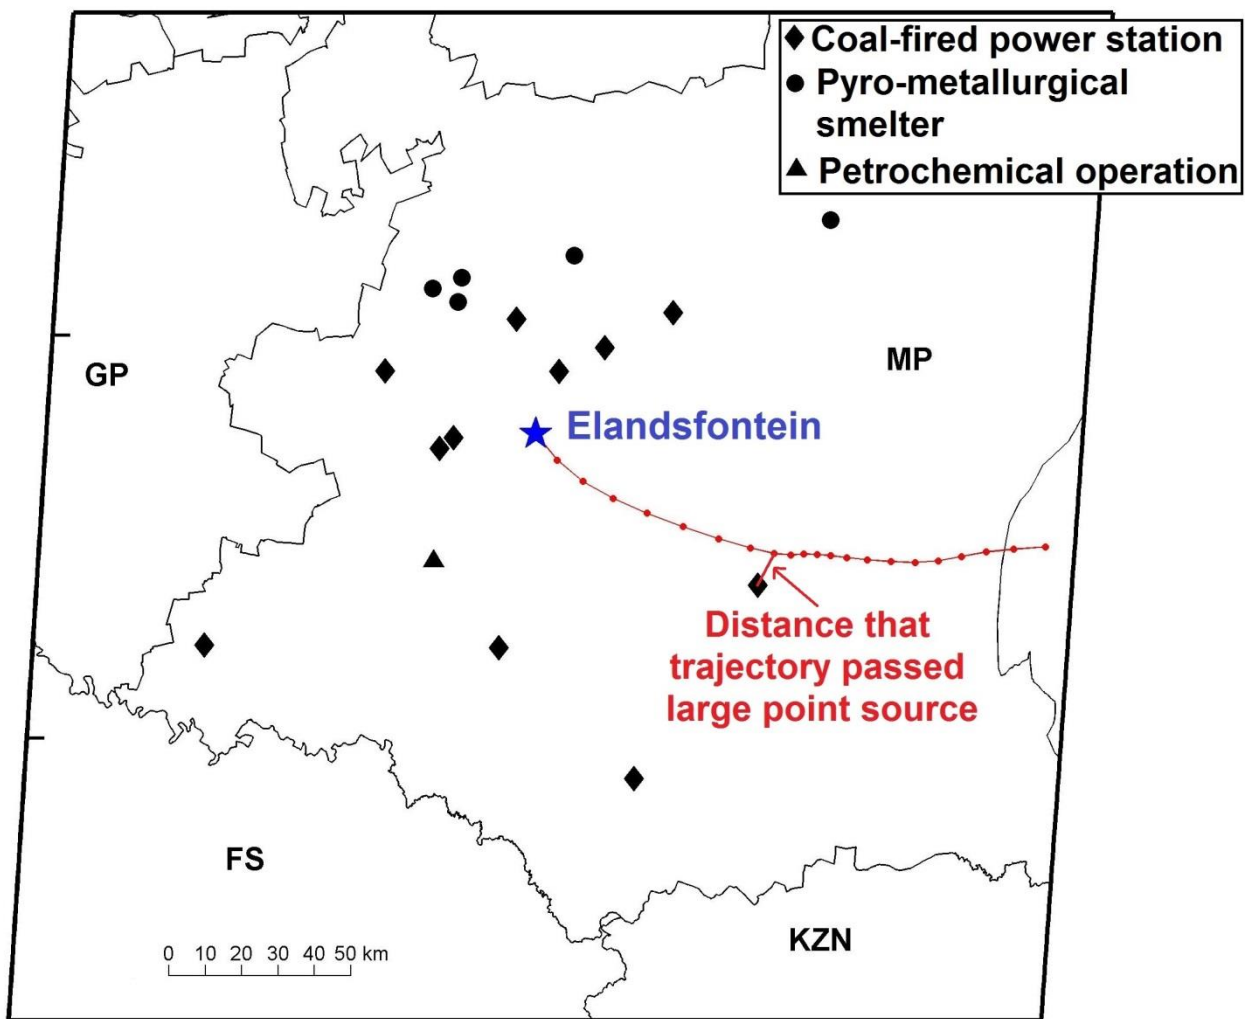 Coal-fired power station
Pyro-metallurgical
smelter
Petrochemical operation
GP
MP
Elandsfontein
Distance that
trajectory passed
large point source
FS
KZN
0 10 20 30 40 50 km